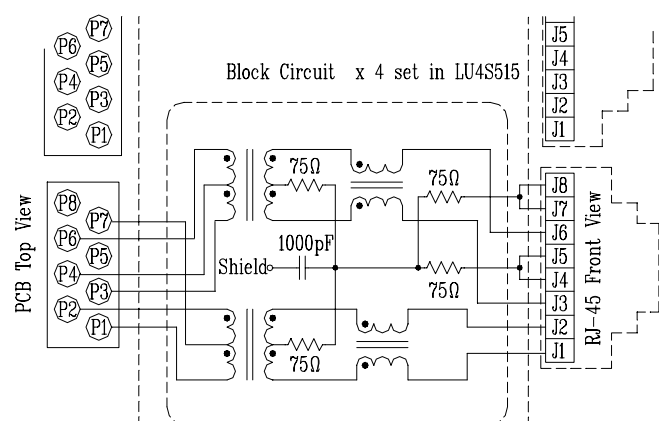 P7
P6
P5
P4
P3
P2
P1
Block Circuit x 4 set in LU4S515
J5
J4
J3
J2
J1
PCB Top View
P8
P7
P6
P5
P4
P3
P2
P1
75Ω
75Ω
1000pF
Shield
75Ω
75Ω
J8
J7
J6
J5
J4
J3
J2
J1
RJ-45 Front View